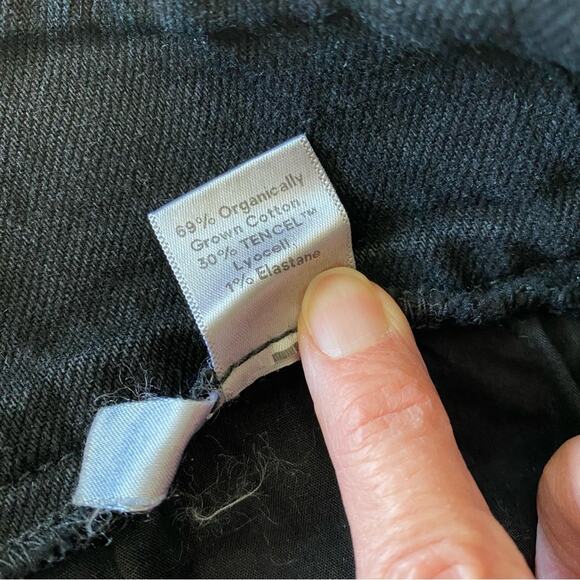 69% Organically
Grown Cotton,
30% TENCEL™
Lyocell,
1% Elastane